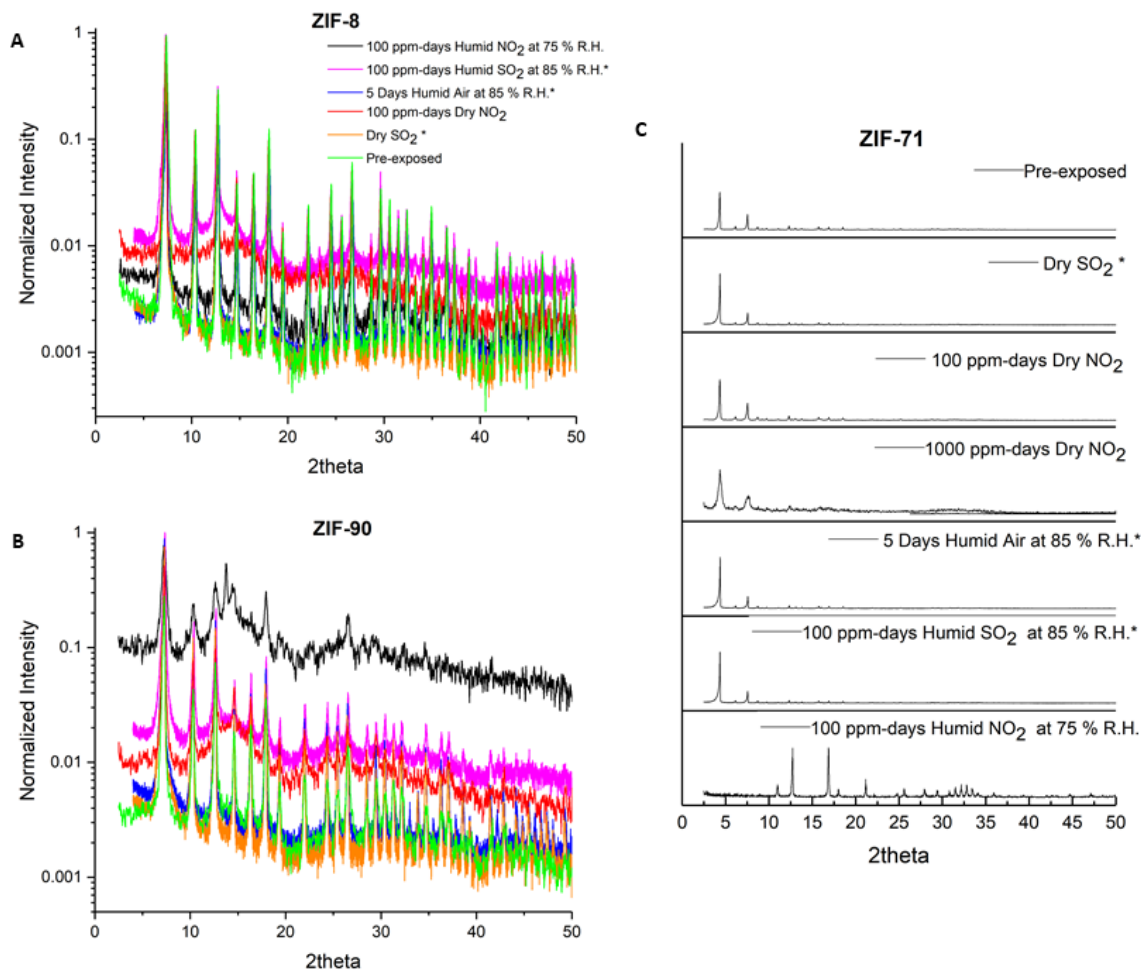 A
ZIF-8
100 ppm-days Humid NO2 at 75 % R.H.
100 ppm-days Humid SO2 at 85 % R.H.*
5 Days Humid Air at 85 % R.H.*
100 ppm-days Dry NO2
Dry SO2 *
Pre-exposed
1
0.1
0.01
0.001
Normalized Intensity
0 10 20 30 40 50
2theta
B
ZIF-90
1
0.1
0.01
0.001
Normalized Intensity
0 10 20 30 40 50
2theta
C
ZIF-71
Pre-exposed
Dry SO2 *
100 ppm-days Dry NO2
1000 ppm-days Dry NO2
5 Days Humid Air at 85 % R.H.*
100 ppm-days Humid SO2 at 85 % R.H.*
100 ppm-days Humid NO2 at 75 % R.H.
0 5 10 15 20 25 30 35 40 45 50
2theta